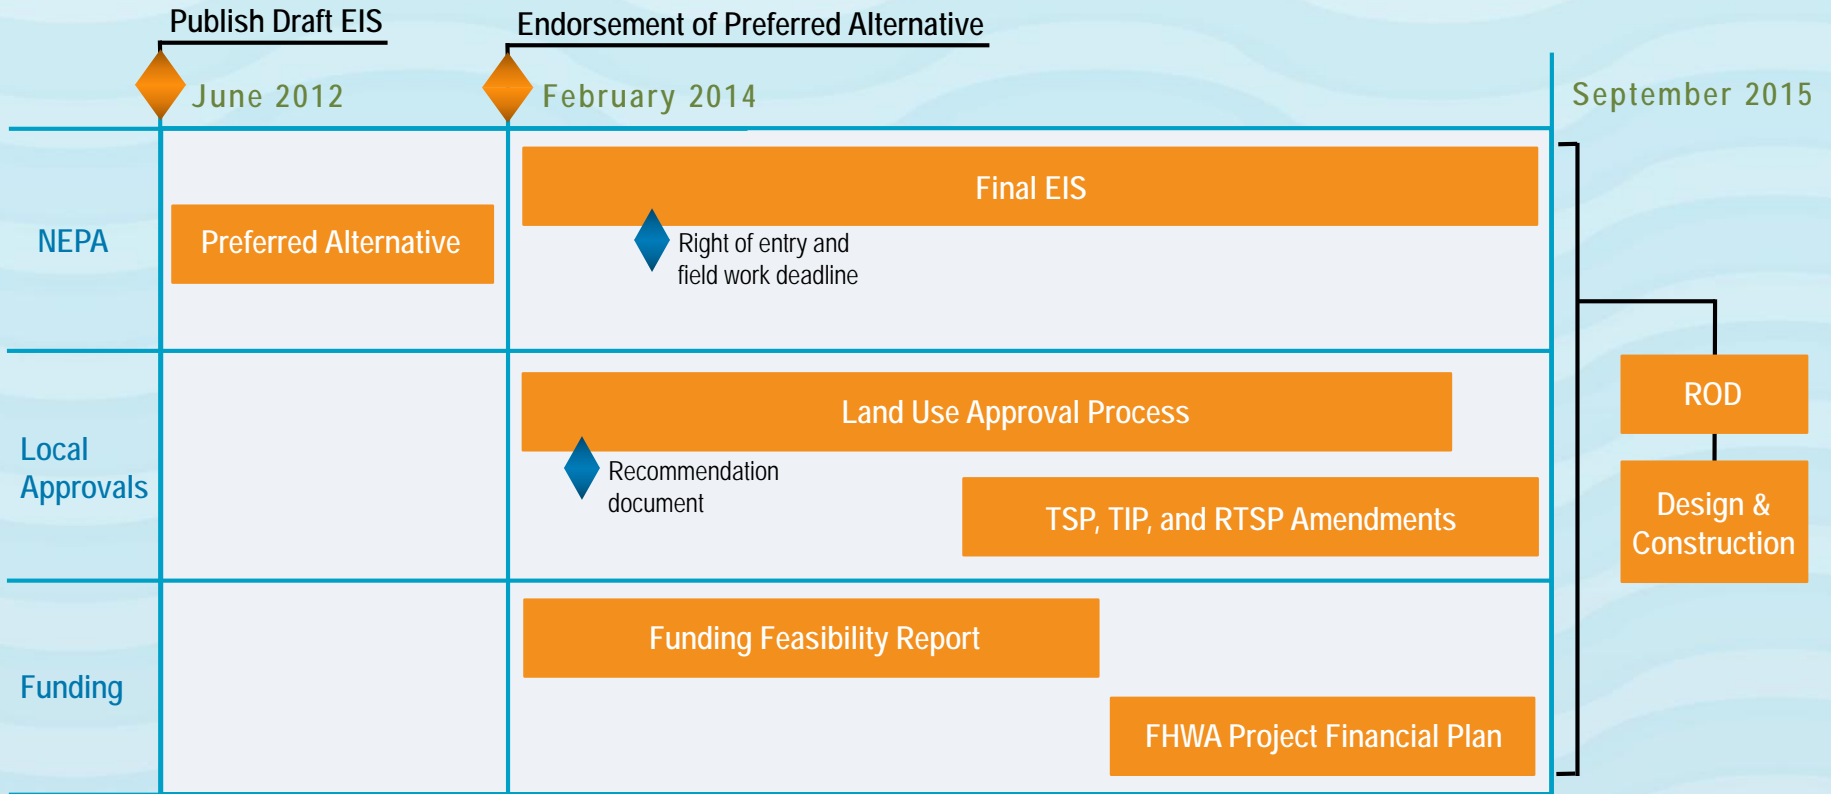 Publish Draft EIS
Endorsement of Preferred Alternative
June 2012
February 2014
September 2015
NEPA
Preferred Alternative
Final EIS
Right of entry and
field work deadline
Local
Approvals
Land Use Approval Process
Recommendation
document
TSP, TIP, and RTSP Amendments
Funding
Funding Feasibility Report
FHWA Project Financial Plan
ROD
Design &
Construction